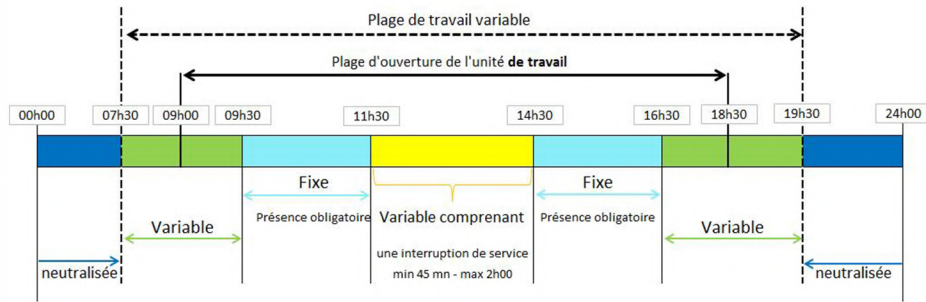 Plage de travail variable
Plage d'ouverture de l'unité de travail
00h00 07h30 09h00 09h30 11h30 14h30 16h30 18h30 19h30 24h00
Fixe Fixe
Présence obligatoire Variable comprenant Présence obligatoire
Variable Variable
une interruption de service
min 45 mn - max 2h00
neutralisée neutralisée